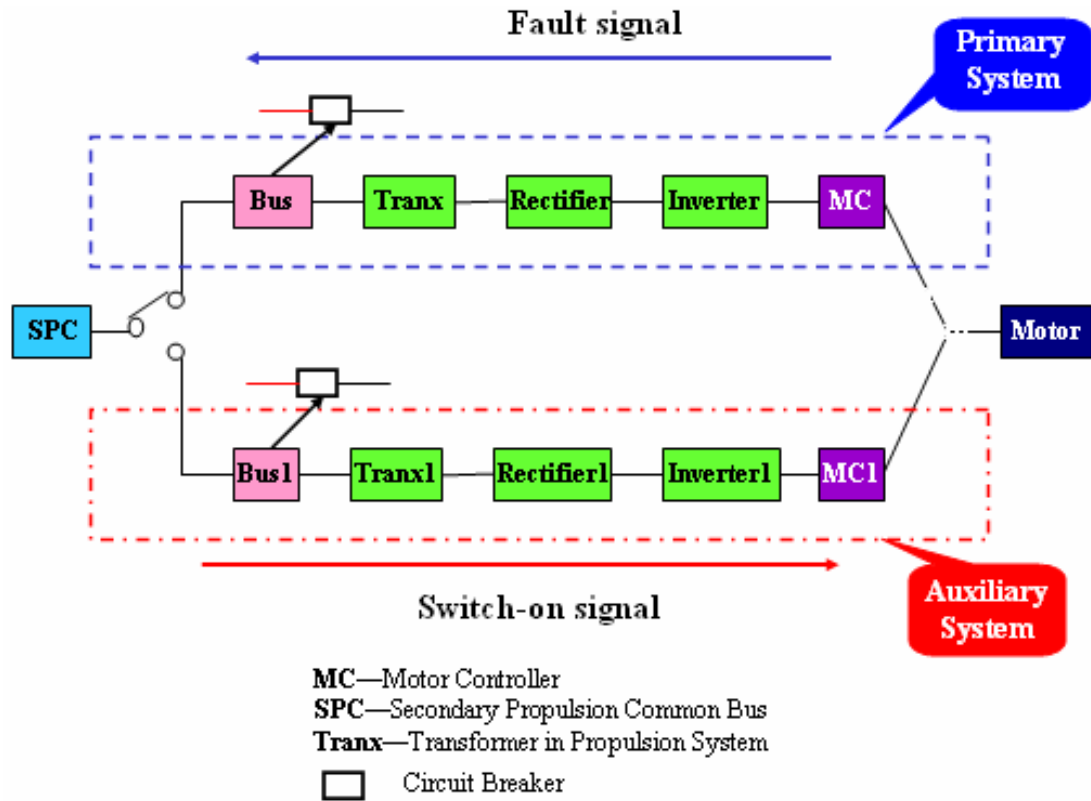 Fault signal
Primary
System
Bus
Tranx
Rectifier
Inverter
MC
SPC
Motor
Bus1
Tranx1
Rectifier1
Inverter1
MC1
Switch-on signal
Auxiliary
System
MC—Motor Controller
SPC—Secondary Propulsion Common Bus
Tranx—Transformer in Propulsion System
Circuit Breaker